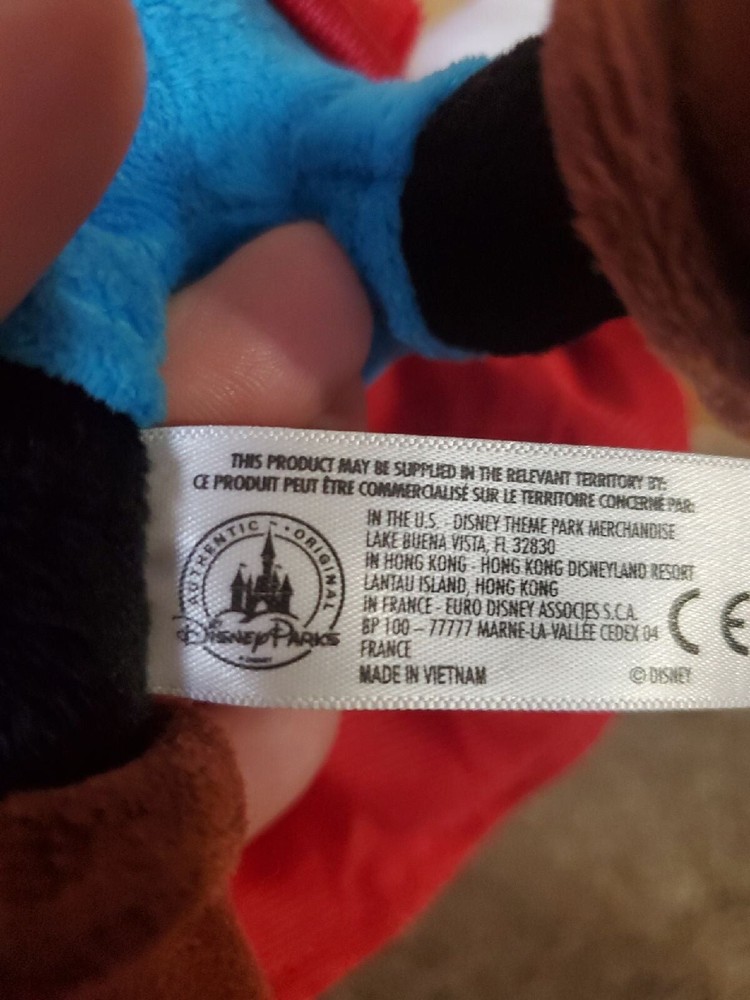 THIS PRODUCT MAY BE SUPPLIED IN THE RELEVANT TERRITORY BY:
CE PRODUIT PEUT ÊTRE COMMERCIALISÉ SUR LE TERRITOIRE CONCERNÉ PAR:
AUTHENTIC • ORIGINAL
Disney PARKS
IN THE U.S. - DISNEY THEME PARK MERCHANDISE
LAKE BUENA VISTA, FL 32830
IN HONG KONG - HONG KONG DISNEYLAND RESORT
LANTAU ISLAND, HONG KONG
IN FRANCE - EURO DISNEY ASSOCIES S.C.A.
BP 100 – 77777 MARNE-LA-VALLÉE CEDEX 04
FRANCE
MADE IN VIETNAM
© DISNEY
CE